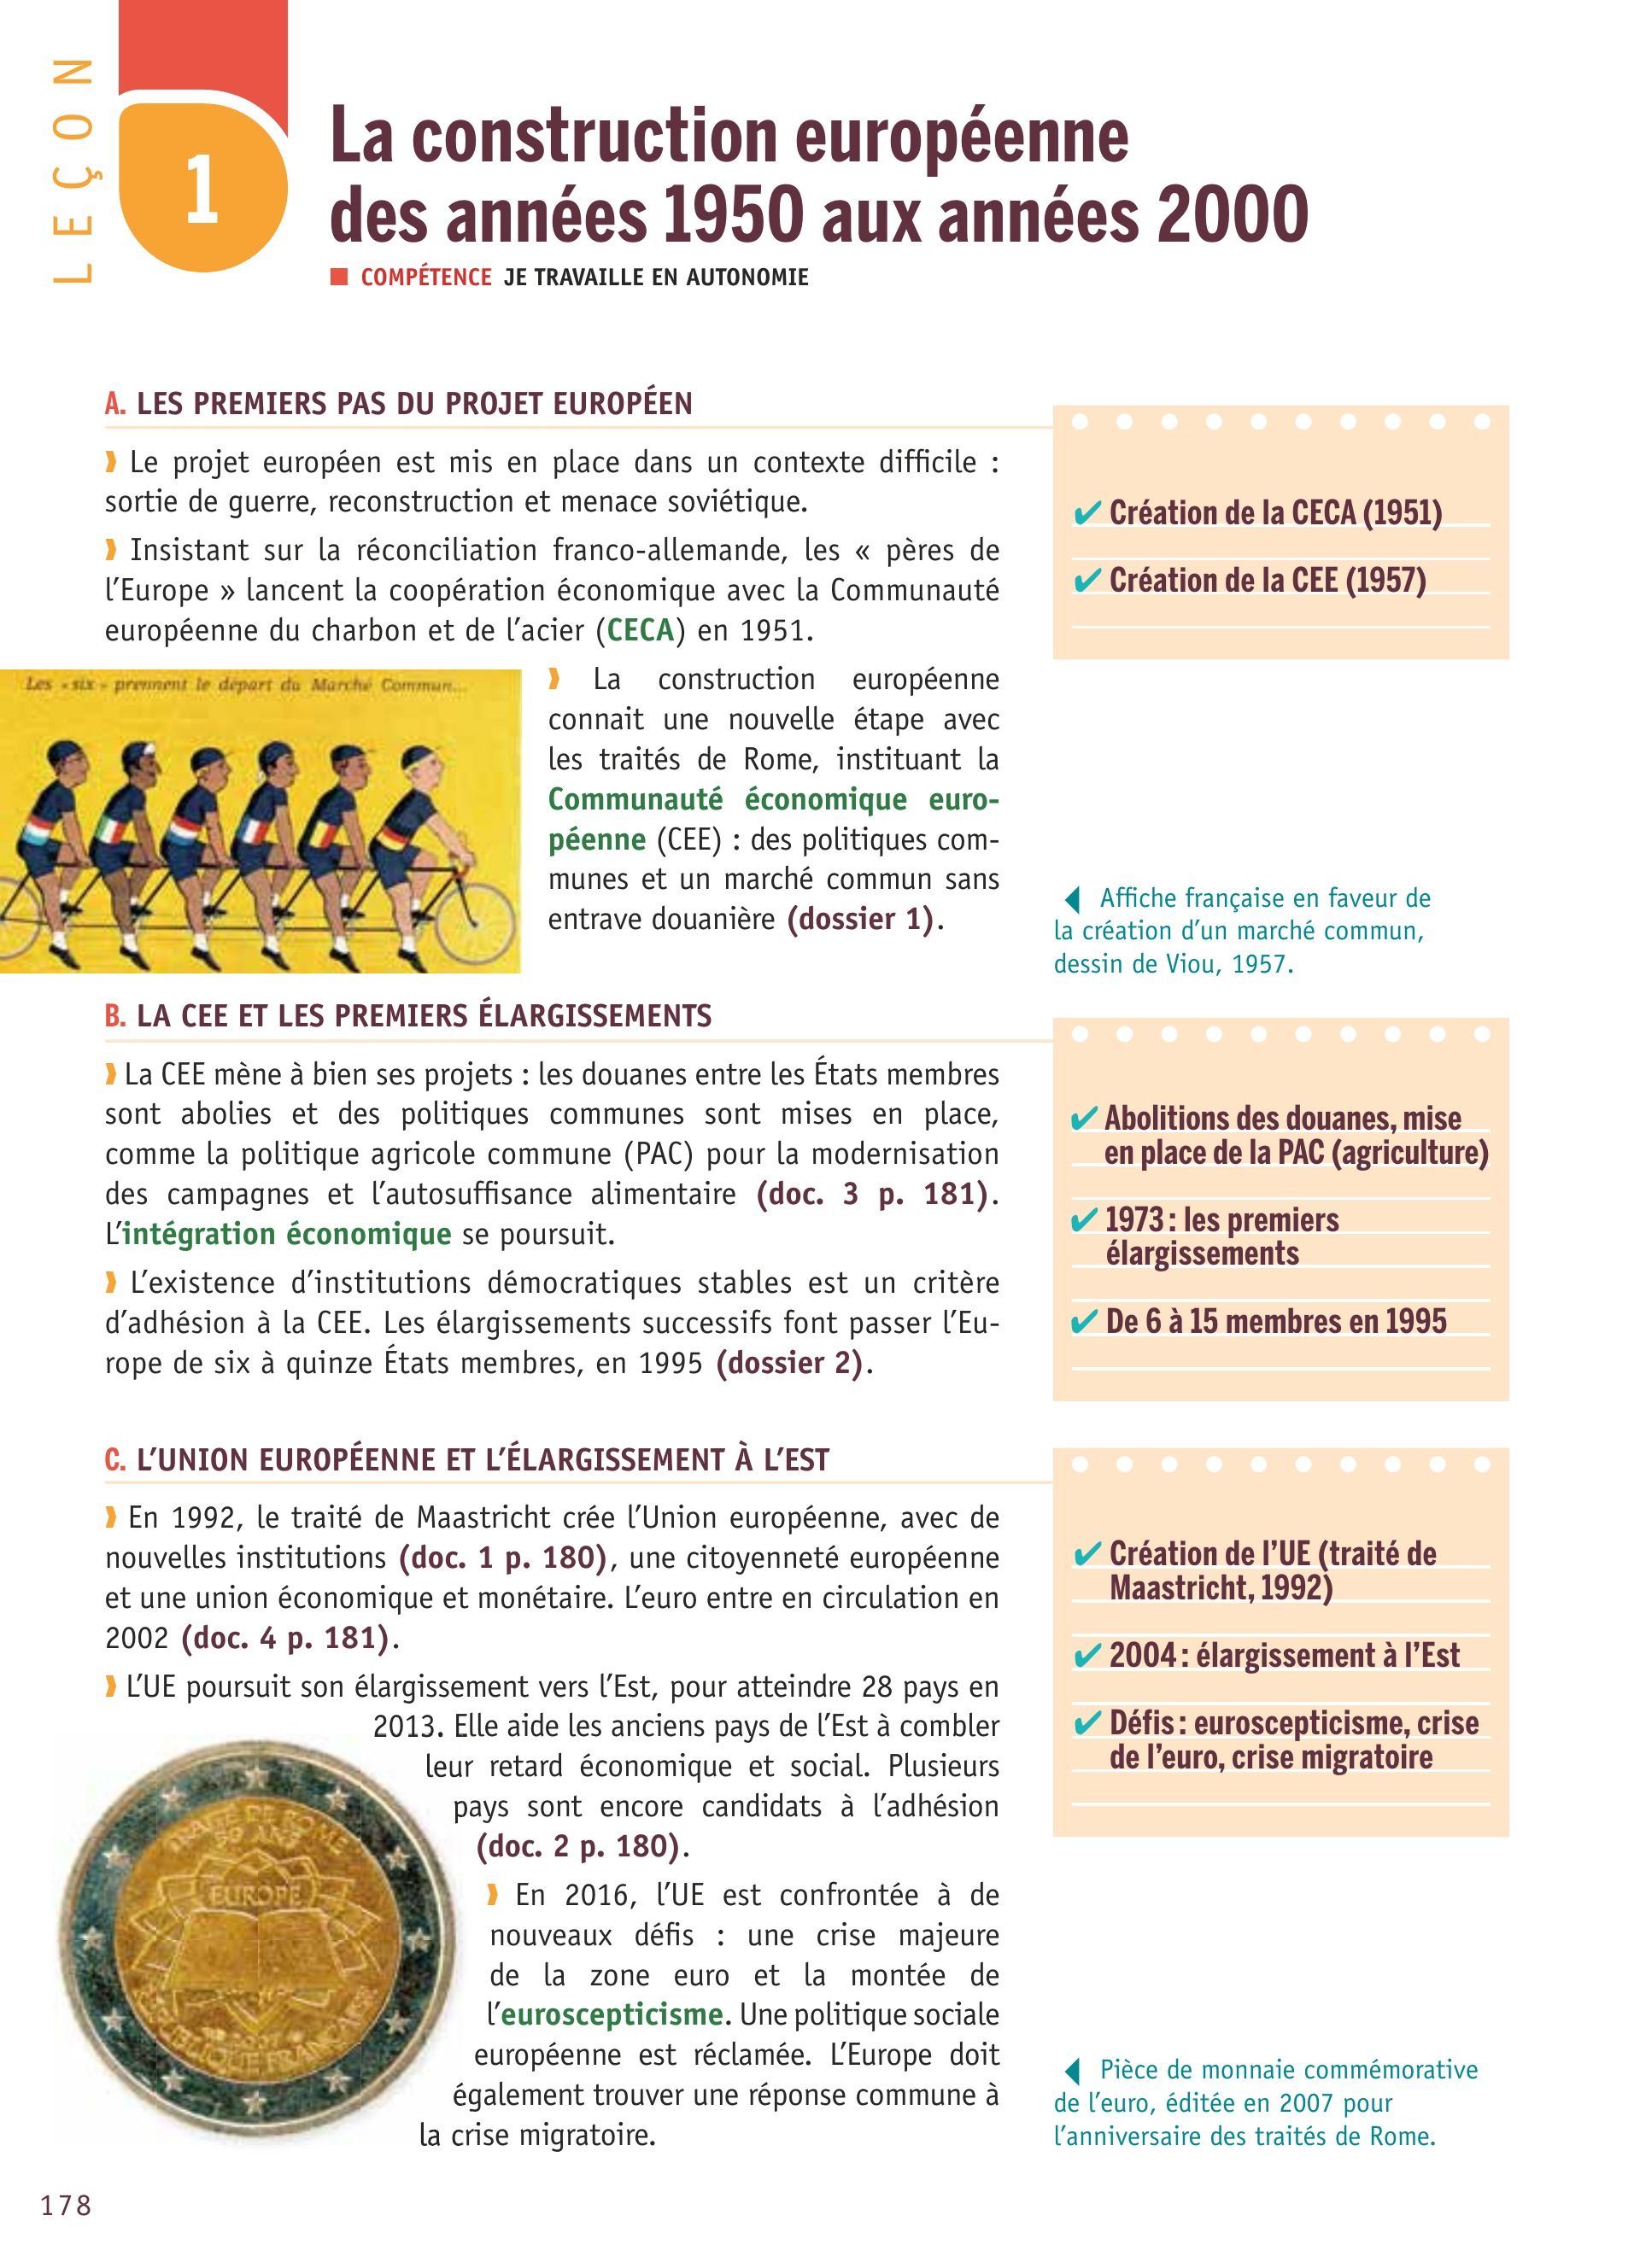 LEÇON
1
La construction européenne
des années 1950 aux années 2000
COMPÉTENCE JE TRAVAILLE EN AUTONOMIE
A. LES PREMIERS PAS DU PROJET EUROPÉEN
Le projet européen est mis en place dans un contexte difficile :
sortie de guerre, reconstruction et menace soviétique.
Insistant sur la réconciliation franco-allemande, les « pères de
l'Europe » lancent la coopération économique avec la Communauté
européenne du charbon et de l'acier (CECA) en 1951.
✔ Création de la CECA (1951)
✔ Création de la CEE (1957)
Les « six » prennent le départ du Marché Commun...
La construction européenne
connait une nouvelle étape avec
les traités de Rome, instituant la
Communauté économique euro-
péenne (CEE) : des politiques com-
munes et un marché commun sans
entrave douanière (dossier 1).
Affiche française en faveur de
la création d'un marché commun,
dessin de Viou, 1957.
B. LA CEE ET LES PREMIERS ÉLARGISSEMENTS
La CEE mène à bien ses projets : les douanes entre les États membres
sont abolies et des politiques communes sont mises en place,
comme la politique agricole commune (PAC) pour la modernisation
des campagnes et l'autosuffisance alimentaire (doc. 3 p. 181).
L'intégration économique se poursuit.
L'existence d'institutions démocratiques stables est un critère
d'adhésion à la CEE. Les élargissements successifs font passer l'Eu-
rope de six à quinze États membres, en 1995 (dossier 2).
✔ Abolitions des douanes, mise
en place de la PAC (agriculture)
✔ 1973 : les premiers
élargissements
✔ De 6 à 15 membres en 1995
C. L'UNION EUROPÉENNE ET L'ÉLARGISSEMENT À L'EST
En 1992, le traité de Maastricht crée l'Union européenne, avec de
nouvelles institutions (doc. 1 p. 180), une citoyenneté européenne
et une union économique et monétaire. L'euro entre en circulation en
2002 (doc. 4 p. 181).
L'UE poursuit son élargissement vers l'Est, pour atteindre 28 pays en
2013. Elle aide les anciens pays de l'Est à combler
leur retard économique et social. Plusieurs
pays sont encore candidats à l'adhésion
(doc. 2 p. 180).
En 2016, l'UE est confrontée à de
nouveaux défis : une crise majeure
de la zone euro et la montée de
l'euroscepticisme. Une politique sociale
européenne est réclamée. L'Europe doit
également trouver une réponse commune à
la crise migratoire.
✔ Création de l'UE (traité de
Maastricht, 1992)
✔ 2004 : élargissement à l'Est
✔ Défis : euroscepticisme, crise
de l'euro, crise migratoire
TRAITÉ DE ROME
50 ANS
EUROPE
Pièce de monnaie commémorative
de l'euro, éditée en 2007 pour
l'anniversaire des traités de Rome.
178